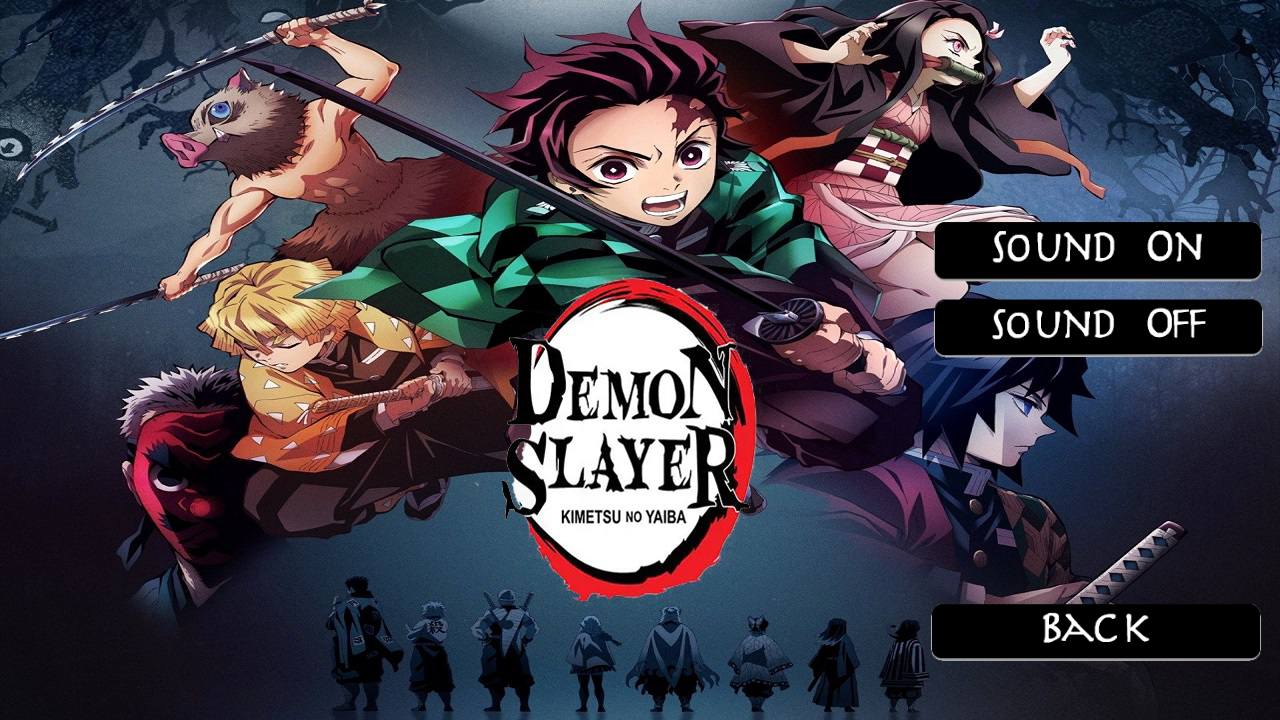 SOUND ON
SOUND OFF
DEMON
SLAYER
KIMETSU NO YAIBA
BACK